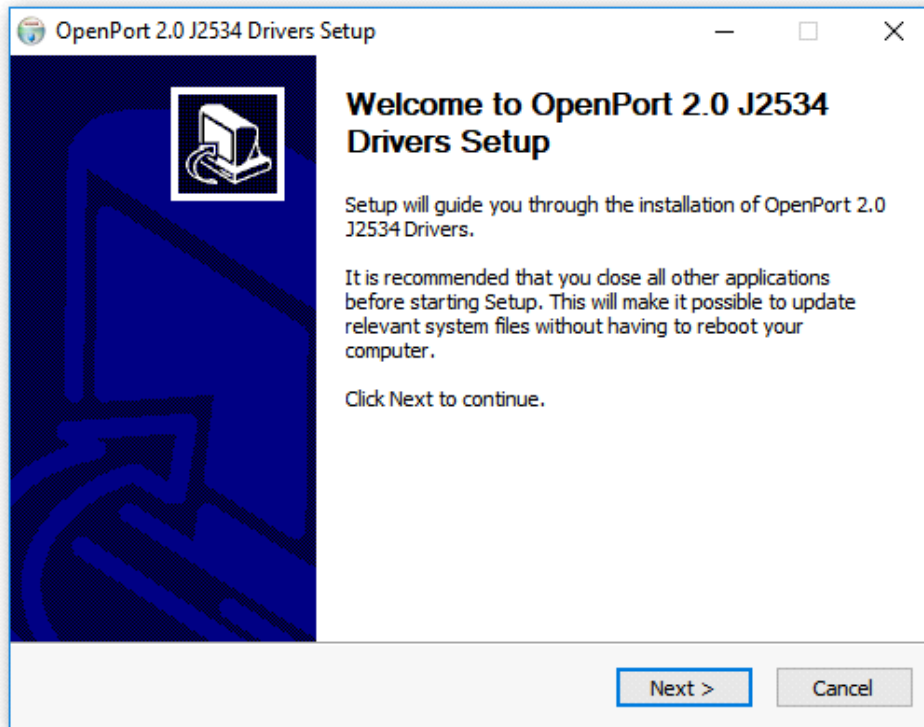 OpenPort 2.0 J2534 Drivers Setup
Welcome to OpenPort 2.0 J2534
Drivers Setup
Setup will guide you through the installation of OpenPort 2.0
J2534 Drivers.
It is recommended that you close all other applications
before starting Setup. This will make it possible to update
relevant system files without having to reboot your
computer.
Click Next to continue.
Next >
Cancel